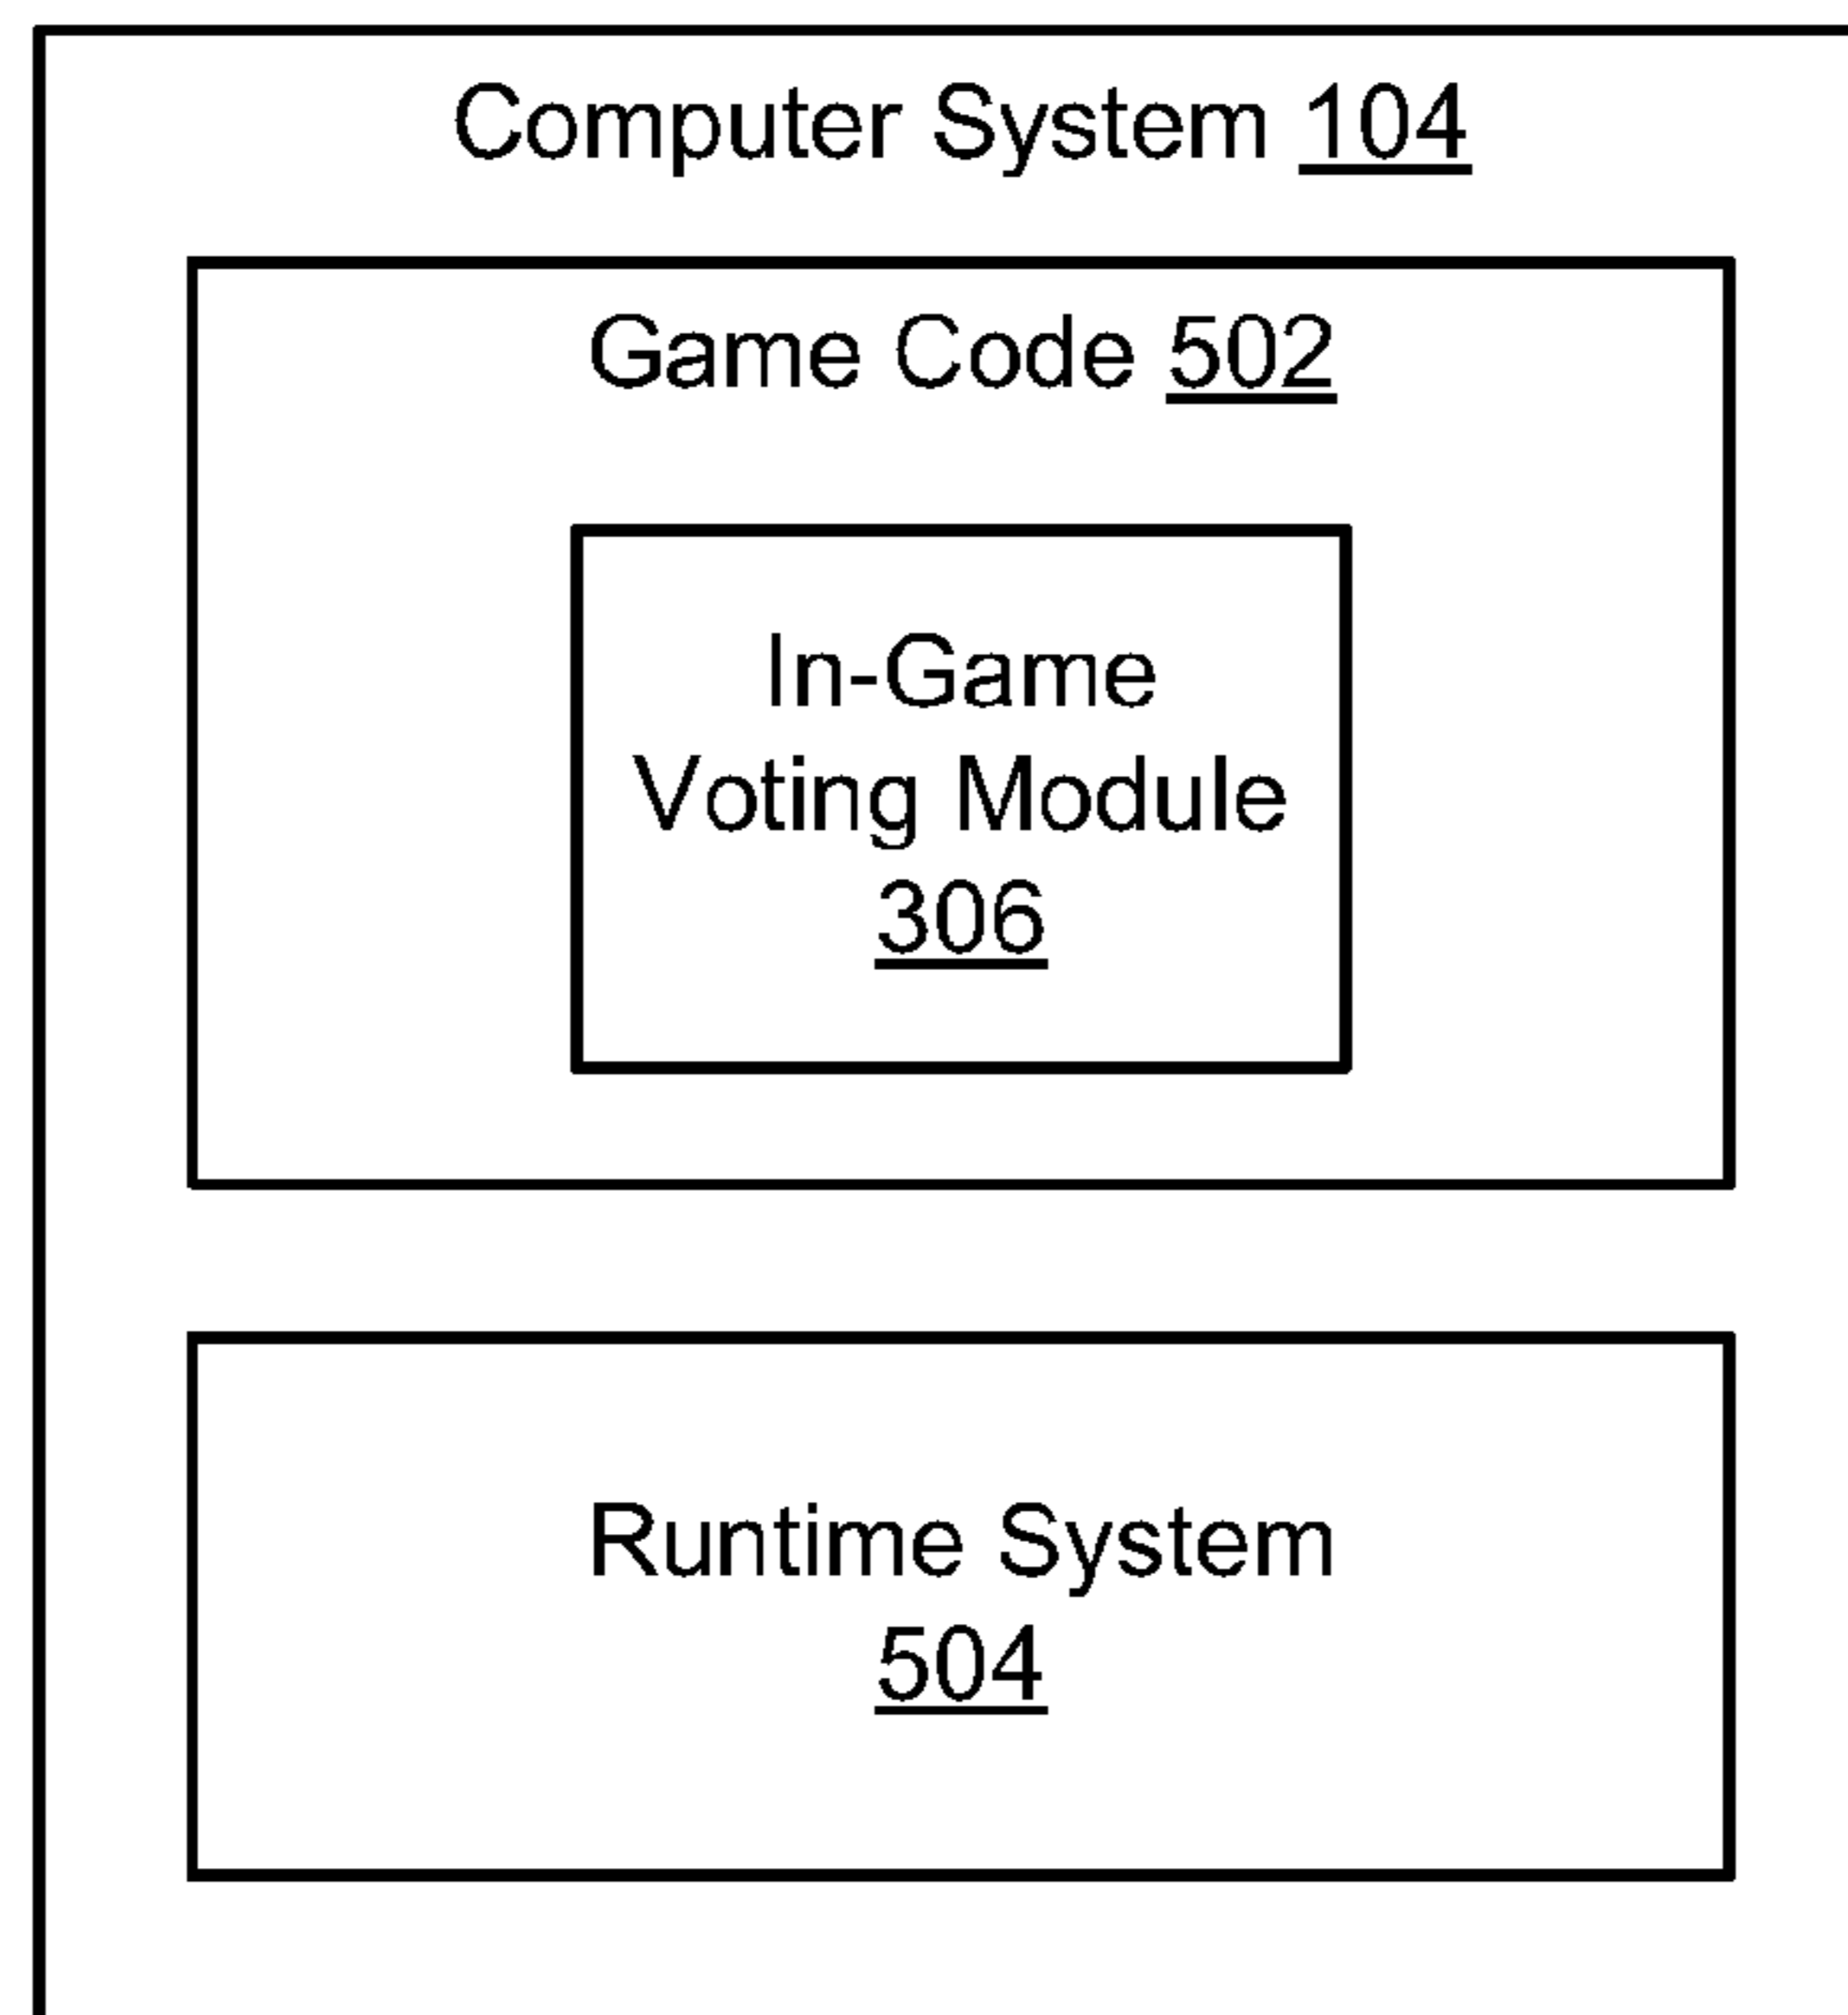 Computer System 104
Game Code 502
In-Game
Voting Module
306
Runtime System
504